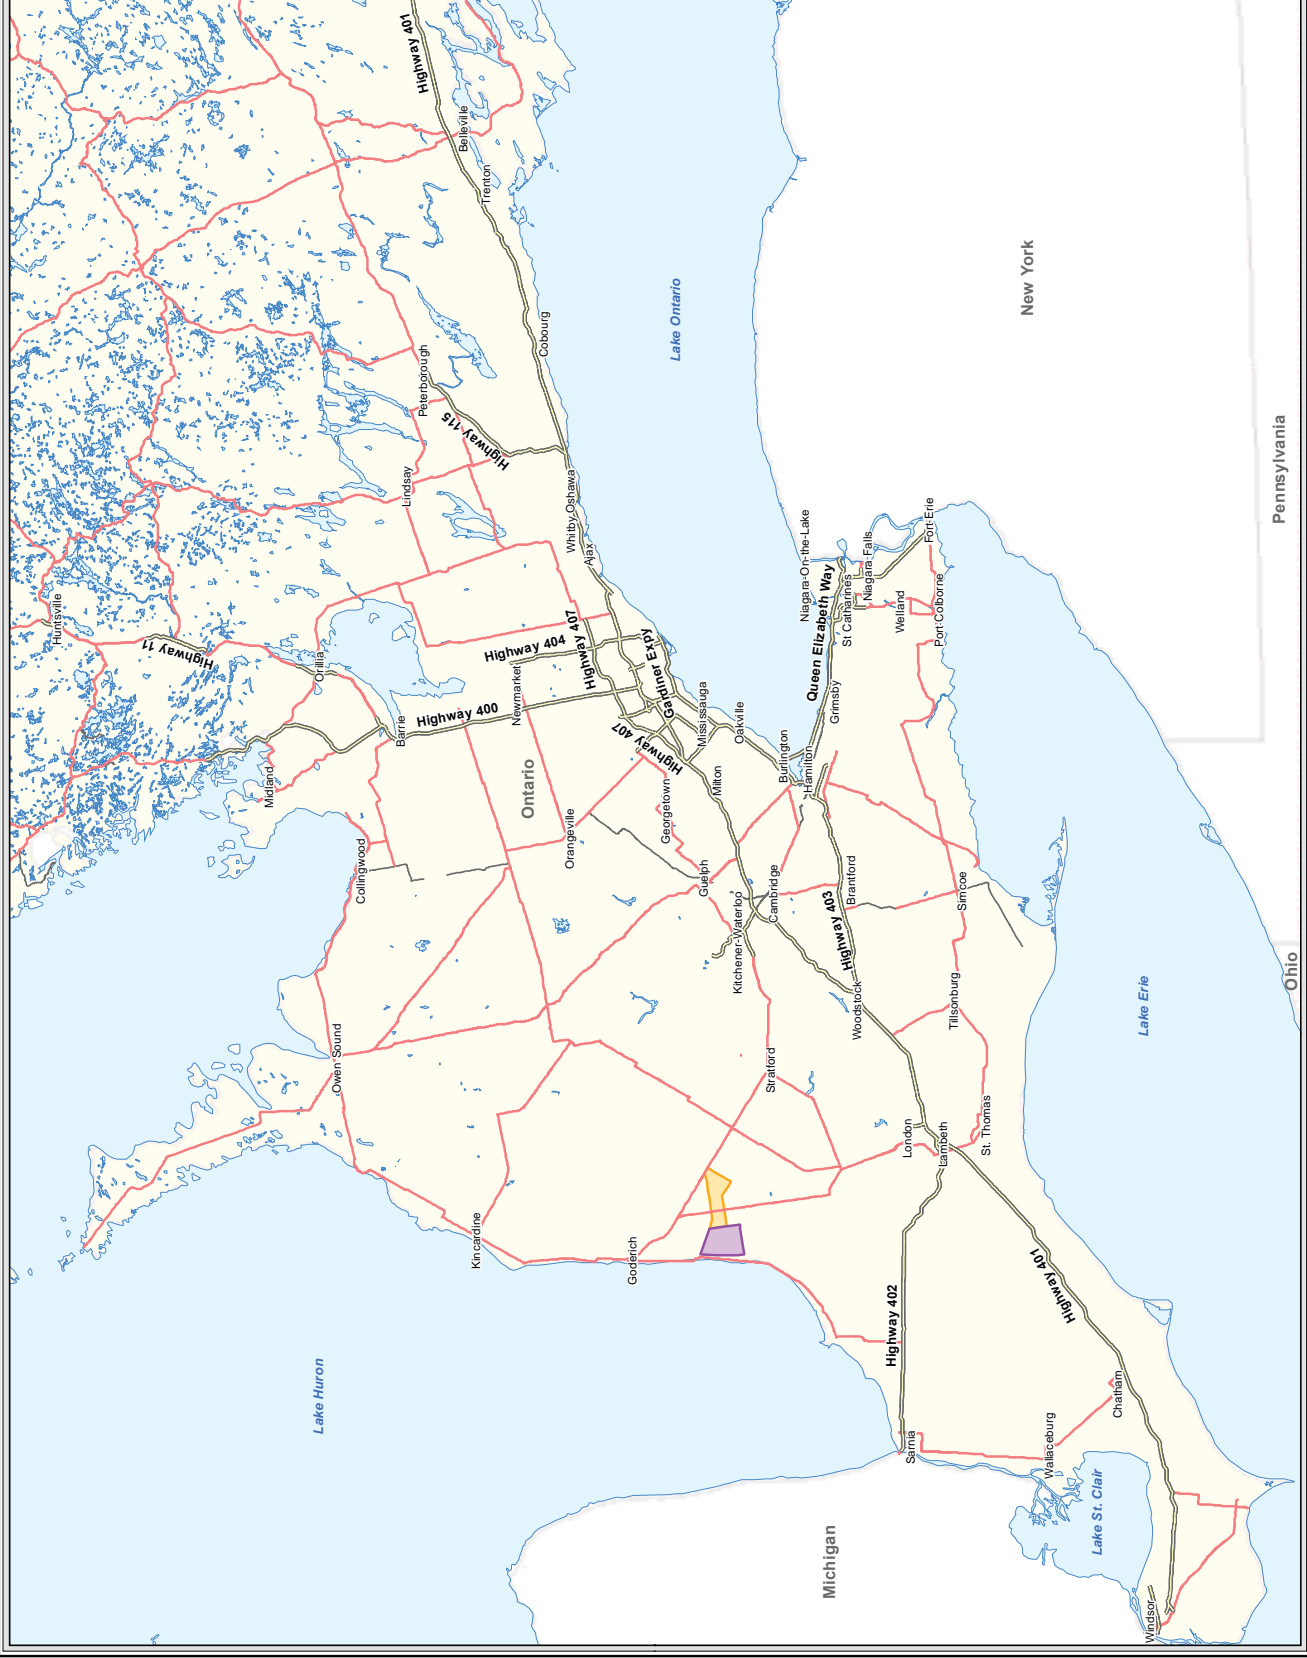 Highway 401
Belleville
Trenton
Cobourg
Lake Ontario
New York
Pennsylvania
Peterborough
Highway 115
Lindsay
Oshawa
Whitby
Ajax
Huntsville
Highway 11
Orillia
Barrie
Midland
Collingwood
Highway 400
Newmarket
Highway 404
Highway 407
Gardiner Expy
Highway 407
Mississauga
Oakville
Milton
Georgetown
Orangeville
Ontario
Guelph
Burlington
Hamilton
Grimsby
Queen Elizabeth Way
Niagara-On-the-Lake
St Catharines
Niagara Falls
Fort Erie
Welland
Port Colborne
Cambridge
Kitchener-Waterloo
Brantford
Highway 403
Simcoe
Woodstock
Tillsonburg
Stratford
Owen Sound
Kincardine
Goderich
London
Lambeth
St. Thomas
Lake Erie
Ohio
Highway 402
Highway 401
Lake Huron
Sarnia
Chatham
Wallaceburg
Lake St. Clair
Michigan
Windsor